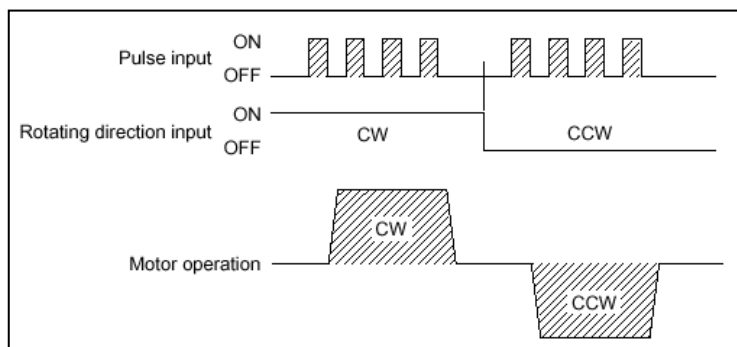 ON
Pulse input
OFF
ON
Rotating direction input
CW
CCW
OFF
CW
Motor operation
CCW